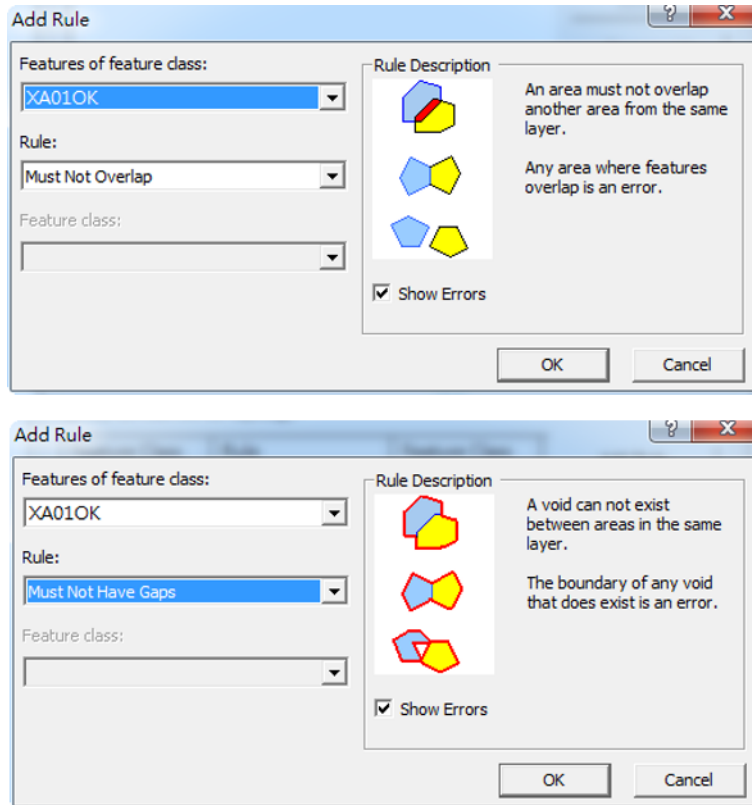 Add Rule
Features of feature class:
XA01OK
Rule:
Must Not Overlap
Feature class:
Rule Description
An area must not overlap
another area from the same
layer.
Any area where features
overlap is an error.
Show Errors
OK
Cancel
Add Rule
Features of feature class:
XA01OK
Rule:
Must Not Have Gaps
Feature class:
Rule Description
A void can not exist
between areas in the same
layer.
The boundary of any void
that does exist is an error.
Show Errors
OK
Cancel